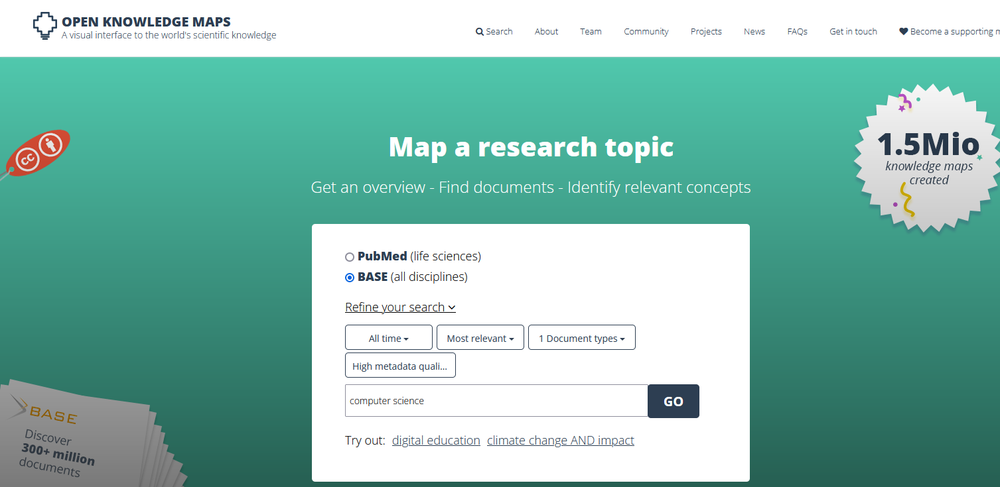 OPEN KNOWLEDGE MAPS
A visual interface to the world's scientific knowledge
Search About Team Community Projects News FAQs Get in touch Become a supporting m
Map a research topic
Get an overview - Find documents - Identify relevant concepts
cc
1.5Mio
knowledge maps
created
PubMed (life sciences)
BASE (all disciplines)
Refine your search
All time Most relevant 1 Document types
High metadata quali...
computer science GO
Try out: digital education climate change AND impact
BASE
Discover
300+ million
documents